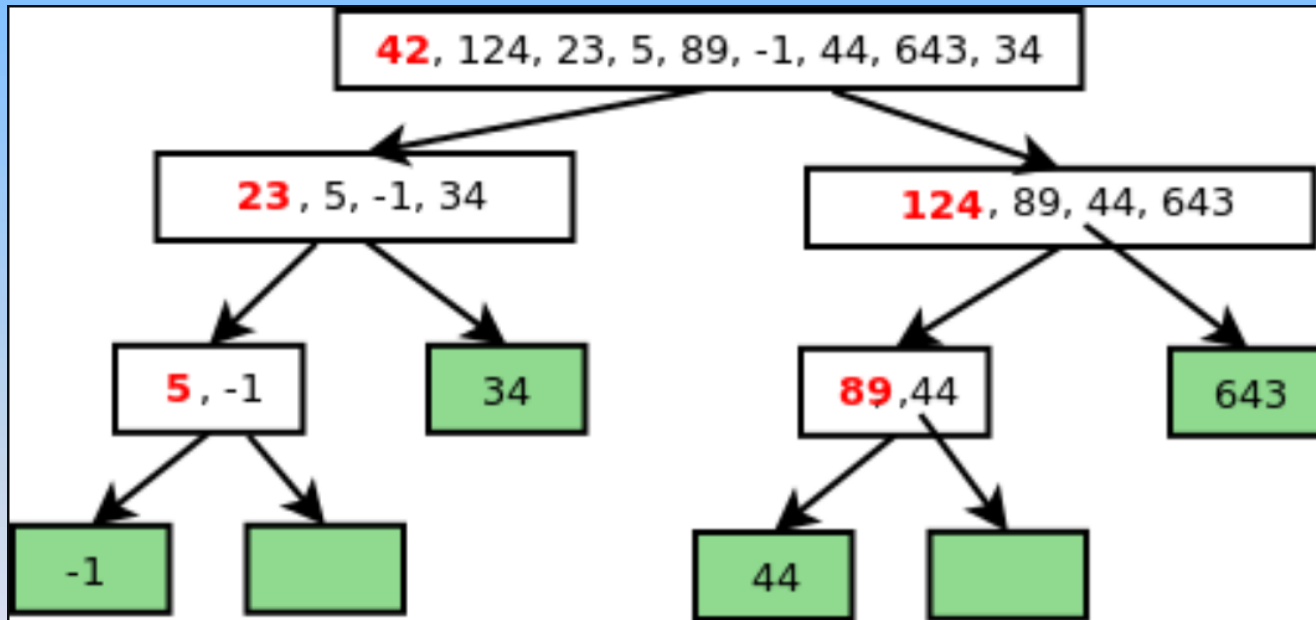 42, 124, 23, 5, 89, -1, 44, 643, 34
23, 5, -1, 34
124, 89, 44, 643
5, -1
34
89,,44
643
-1
44